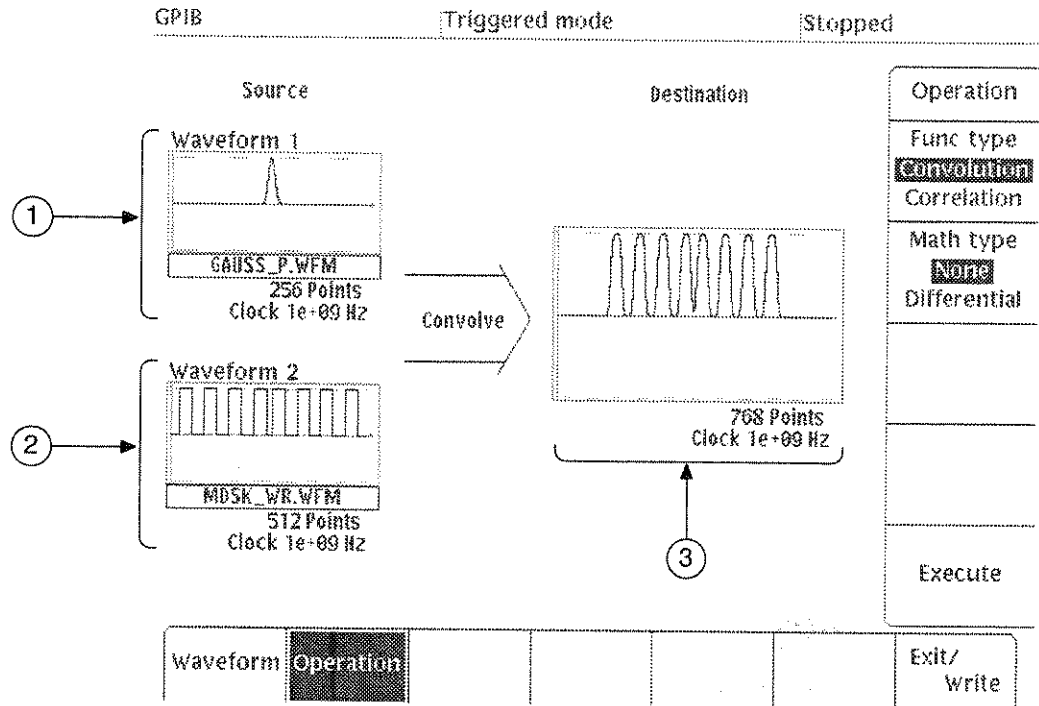 GPIB
Triggered mode
Stopped
Source
Destination
Waveform 1
GAUSS_P.WFM
256 Points
Clock 1e+09 Hz
1
Convolve
Waveform 2
MDSK_WR.WFM
512 Points
Clock 1e+09 Hz
2
768 Points
Clock 1e+09 Hz
3
Operation
Func type
Convolution
Correlation
Math type
None
Differential
Execute
Waveform
Operation
Exit/
Write